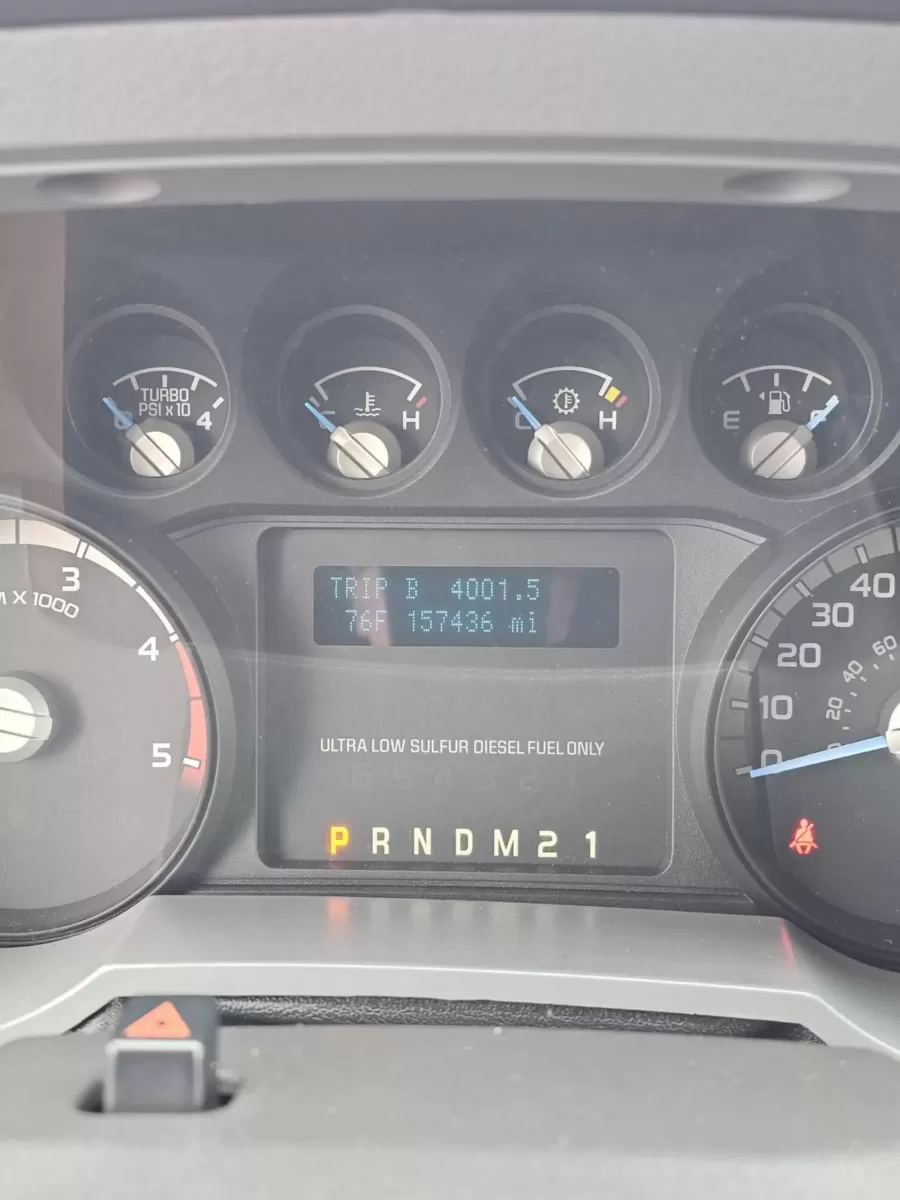 TURBO
PSI x 10
4
H
H
E
3
X 1000
4
5
TRIP B 4001.5
76F 157436 mi
ULTRA LOW SULFUR DIESEL FUEL ONLY
P R N D M 2 1
40
30
20
10
0
60
40
20